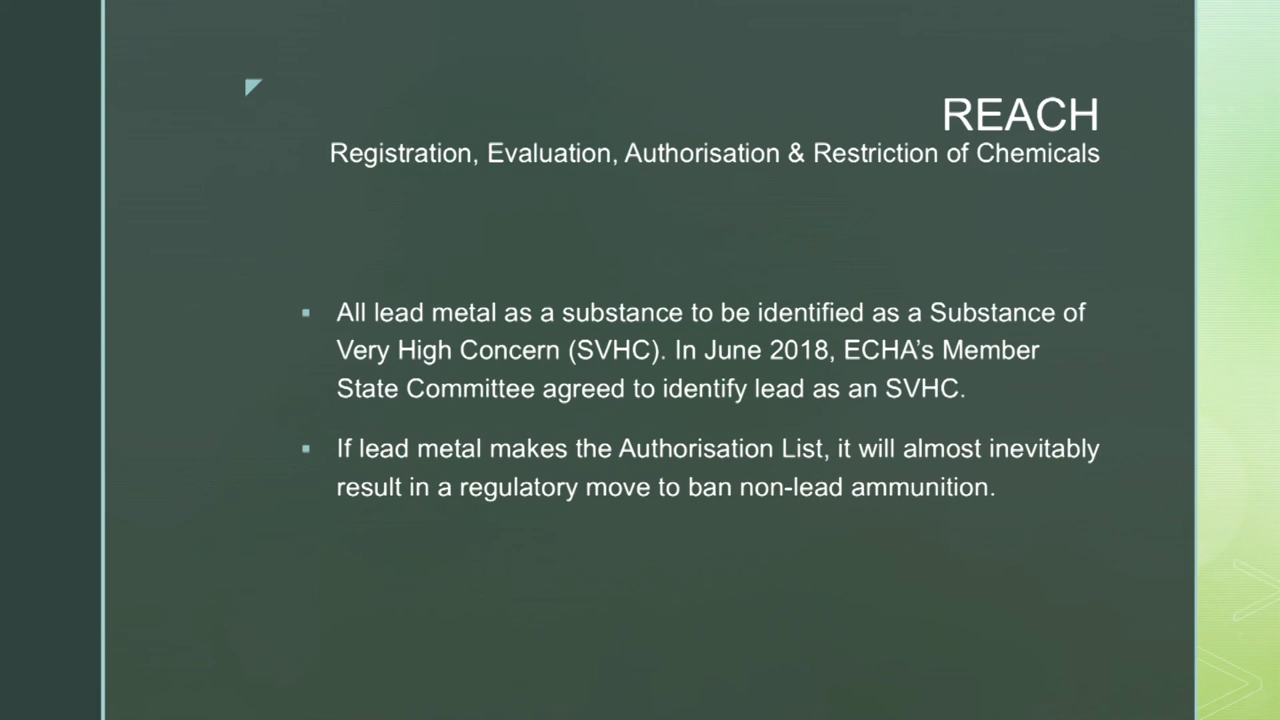 REACH
Registration, Evaluation, Authorisation & Restriction of Chemicals
▪ All lead metal as a substance to be identified as a Substance of
Very High Concern (SVHC). In June 2018, ECHA’s Member
State Committee agreed to identify lead as an SVHC.
▪ If lead metal makes the Authorisation List, it will almost inevitably
result in a regulatory move to ban non-lead ammunition.